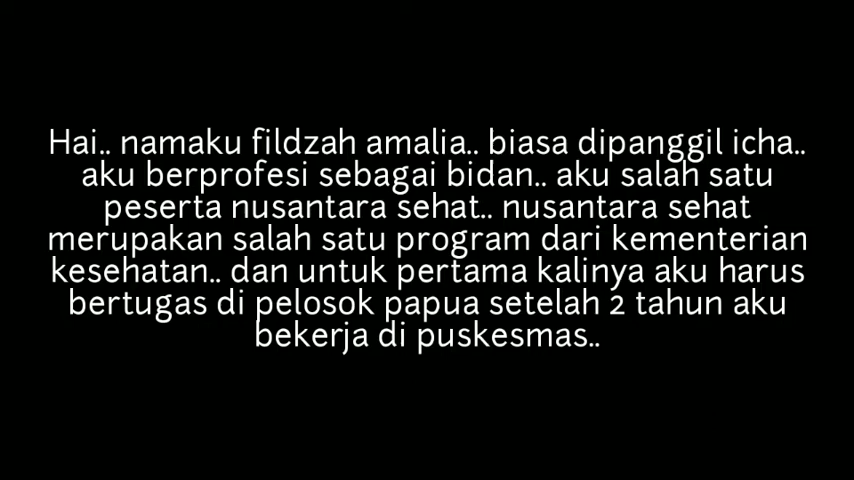 Hai.. namaku fildzah amalia.. biasa dipanggil icha..
aku berprofesi sebagai bidan.. aku salah satu
peserta nusantara sehat.. nusantara sehat
merupakan salah satu program dari kementerian
kesehatan.. dan untuk pertama kalinya aku harus
bertugas di pelosok papua setelah 2 tahun aku
bekerja di puskesmas..